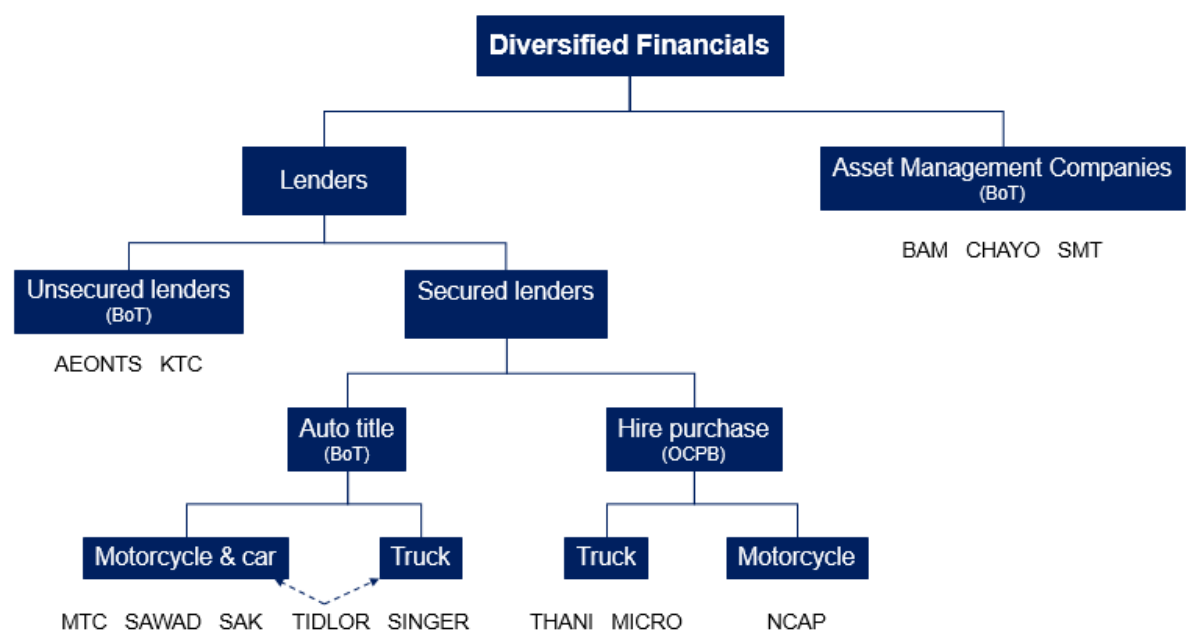 Diversified Financials
Lenders
Asset Management Companies
(BoT)
BAM CHAYO SMT
Unsecured lenders
(BoT)
Secured lenders
AEONTS KTC
Auto title
(BoT)
Hire purchase
(OCPB)
Motorcycle & car
Truck
Truck
Motorcycle
MTC SAWAD SAK TIDLOR SINGER THANI MICRO NCAP